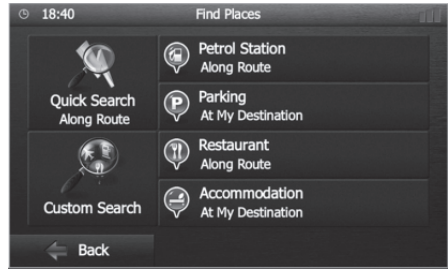 18:40
Find Places
Quick Search
Along Route
Custom Search
Petrol Station
Along Route
P
Parking
At My Destination
Restaurant
Along Route
Accommodation
At My Destination
Back